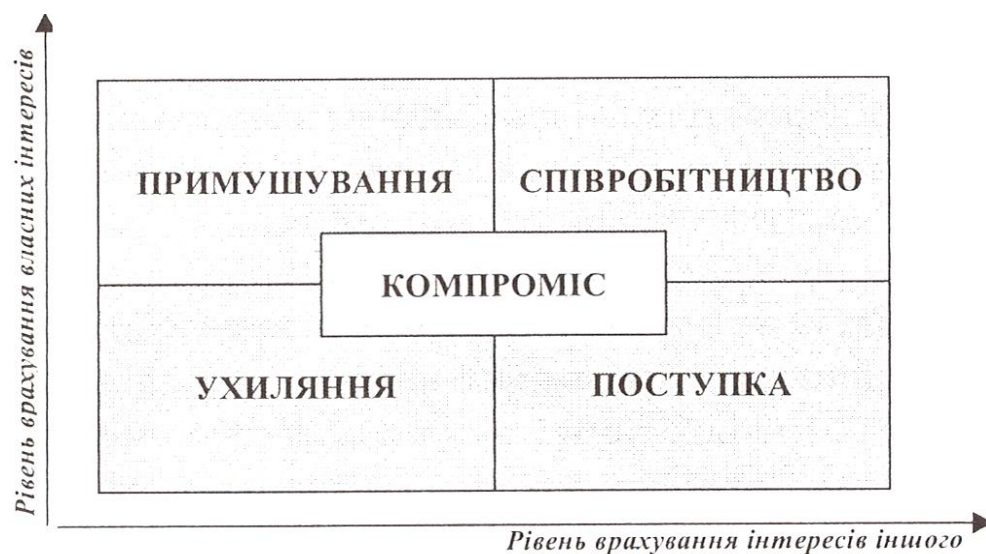 Рівень врахування власних інтересів
ПРИМУШУВАННЯ
СПІВРОБІТНИЦТВО
КОМПРОМІС
УХИЛЯННЯ
ПОСТУПКА
Рівень врахування інтересів іншого